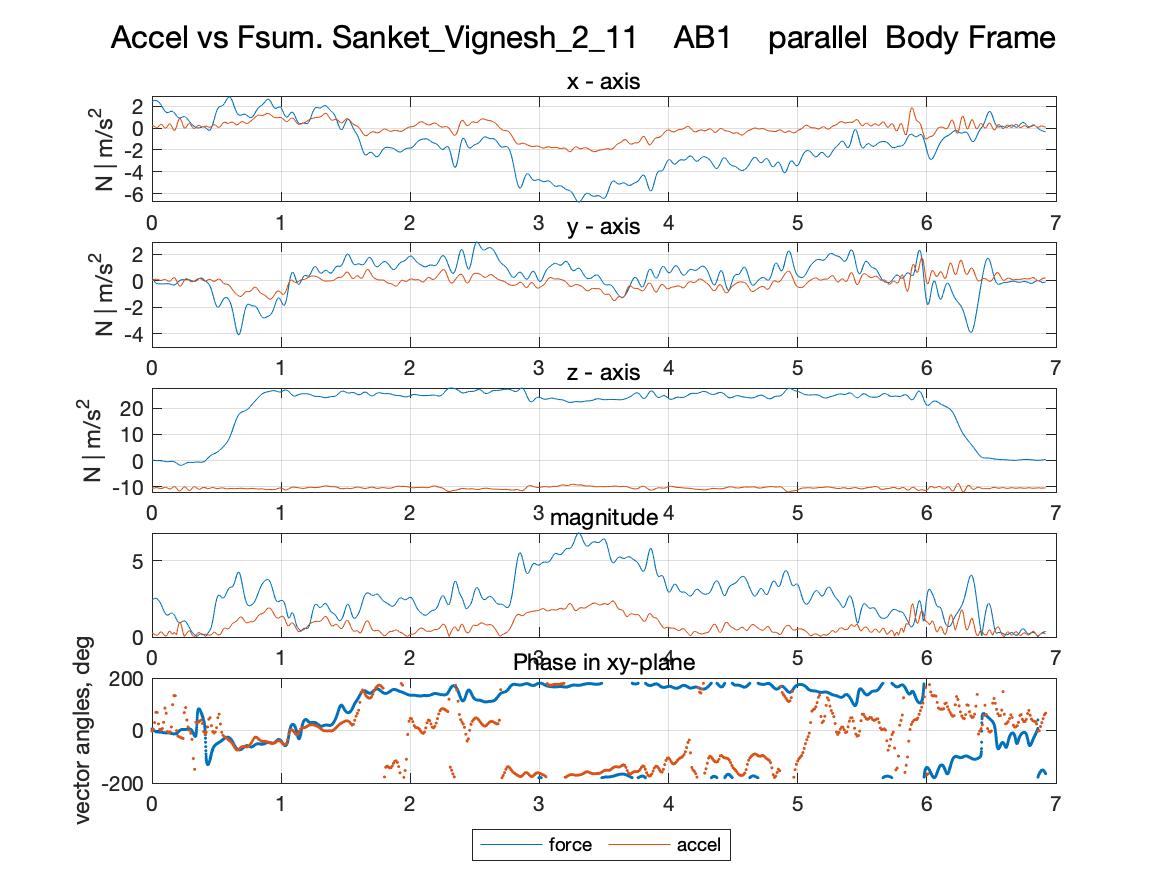 Accel vs Fsum. Sanket_Vignesh_2_11 AB1 parallel Body Frame
x - axis
N | m/s²
2
0
-2
-4
-6
0 1 2 3 4 5 6 7
y - axis
N | m/s²
2
0
-2
-4
0 1 2 3 4 5 6 7
z - axis
N | m/s²
20
10
0
-10
0 1 2 3 4 5 6 7
magnitude
5
0
0 1 2 3 4 5 6 7
Phase in xy-plane
vector angles, deg
200
0
-200
0 1 2 3 4 5 6 7
force accel